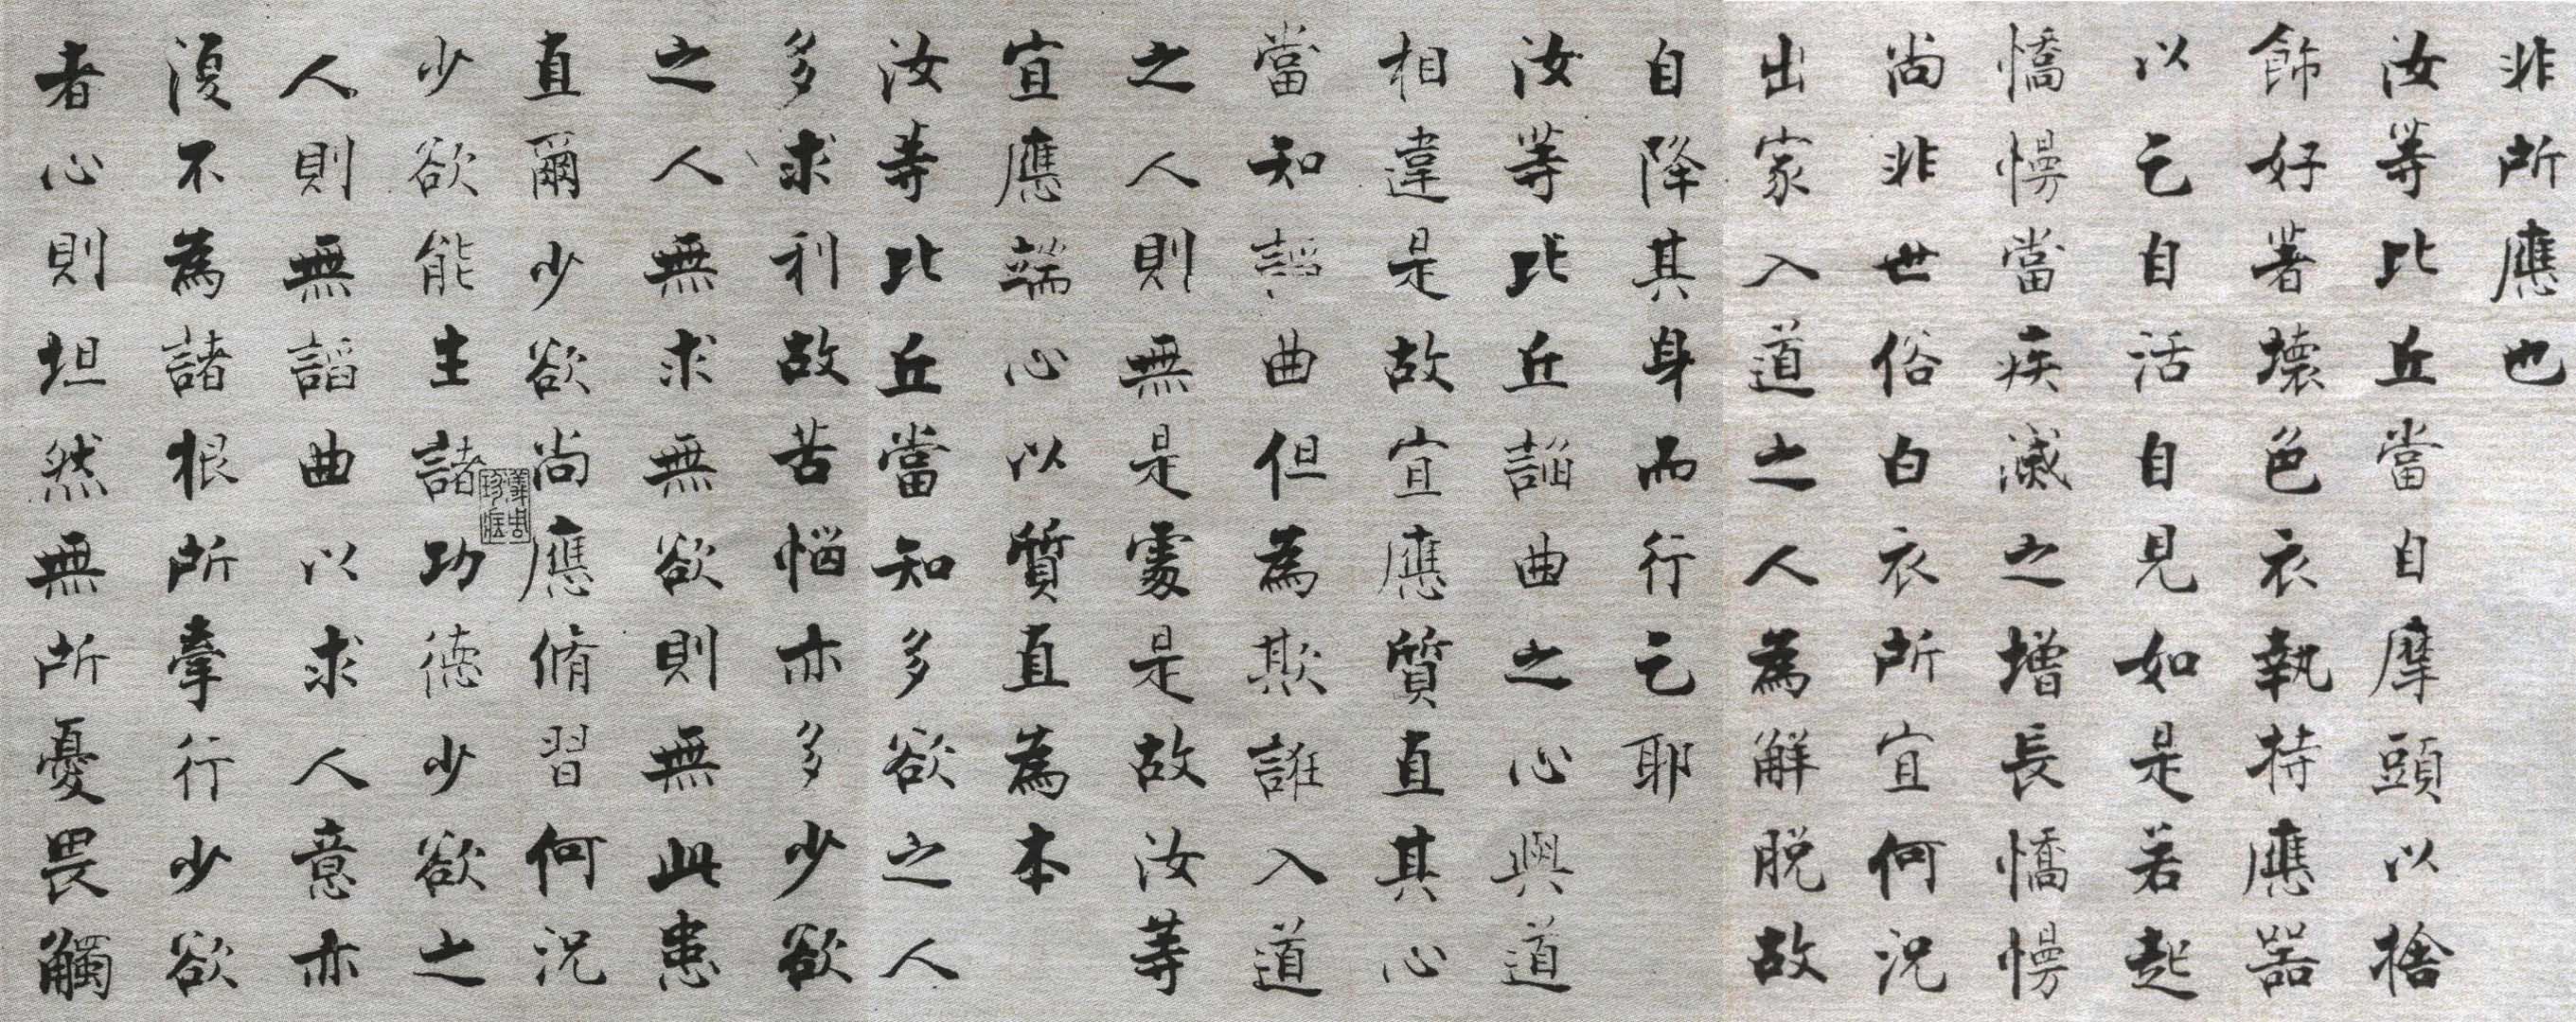 非所應也
汝等比丘當自摩頭以捨
飾好著壞色衣執持應器
以乞自活自見如是若起
憍慢當疾滅之增長憍慢
尚非世俗白衣所宜何況
出家入道之人為解脫故
自降其身而行乞耶
汝等比丘諂曲之心與道
相違是故宜應質直其心
當知諂曲但為欺誑入道
之人則無是處是故汝等
宜應端心以質直為本
汝等比丘當知多欲之人
多求利故苦惱亦多少欲
之人無求無欲則無此患
直爾少欲尚應脩習何況
少欲能生諸功德少欲之
人則無諂曲以求人意亦
復不為諸根所牽行少欲
者心則坦然無所憂畏觸